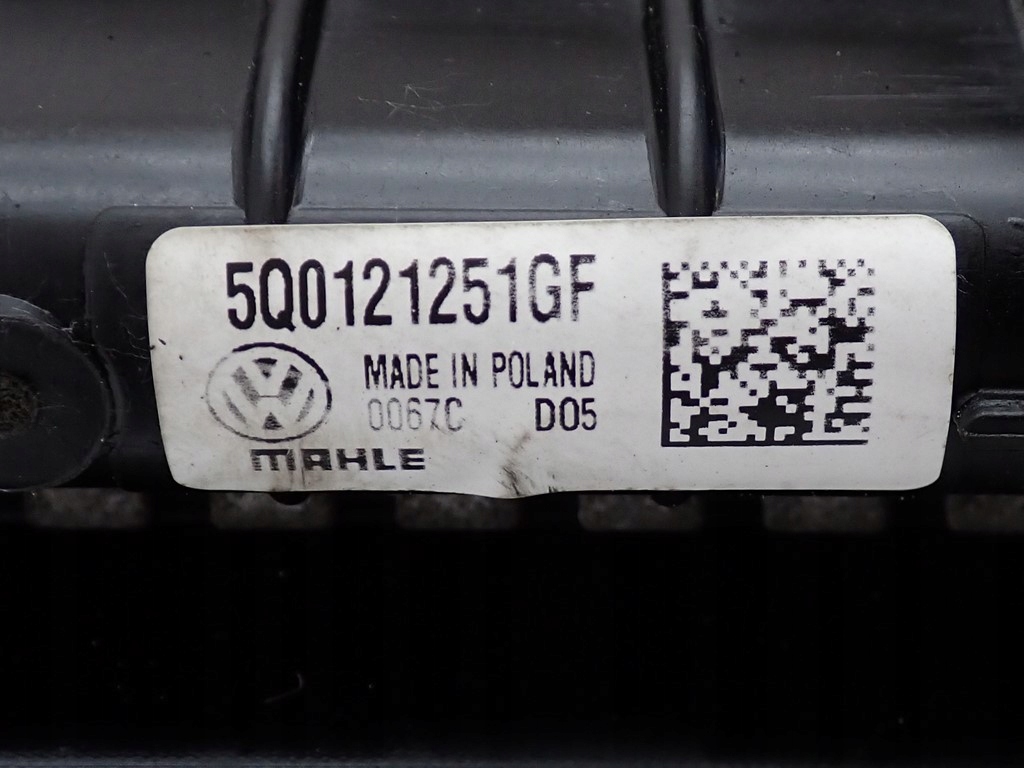 5Q0121251GF
MADE IN POLAND
0067C D05
MAHLE